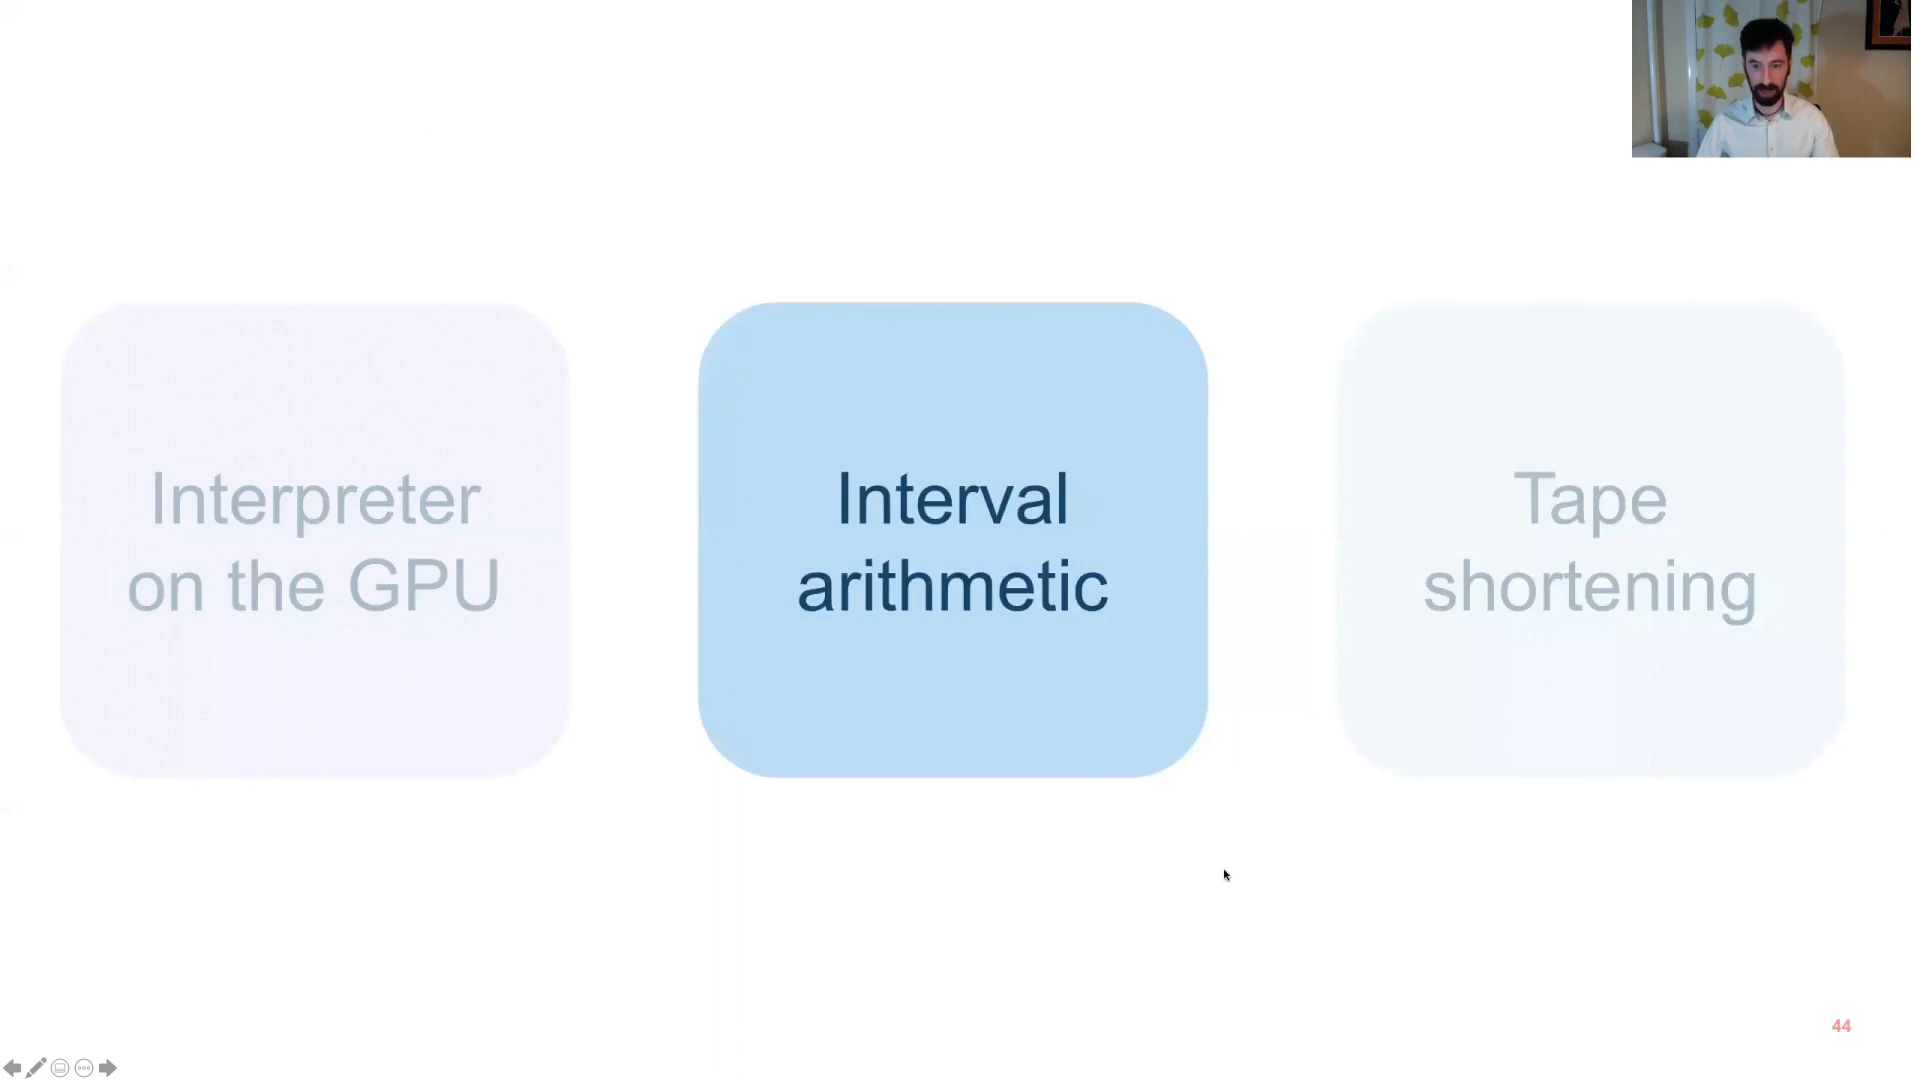 Interpreter
on the GPU
Interval
arithmetic
Tape
shortening
44